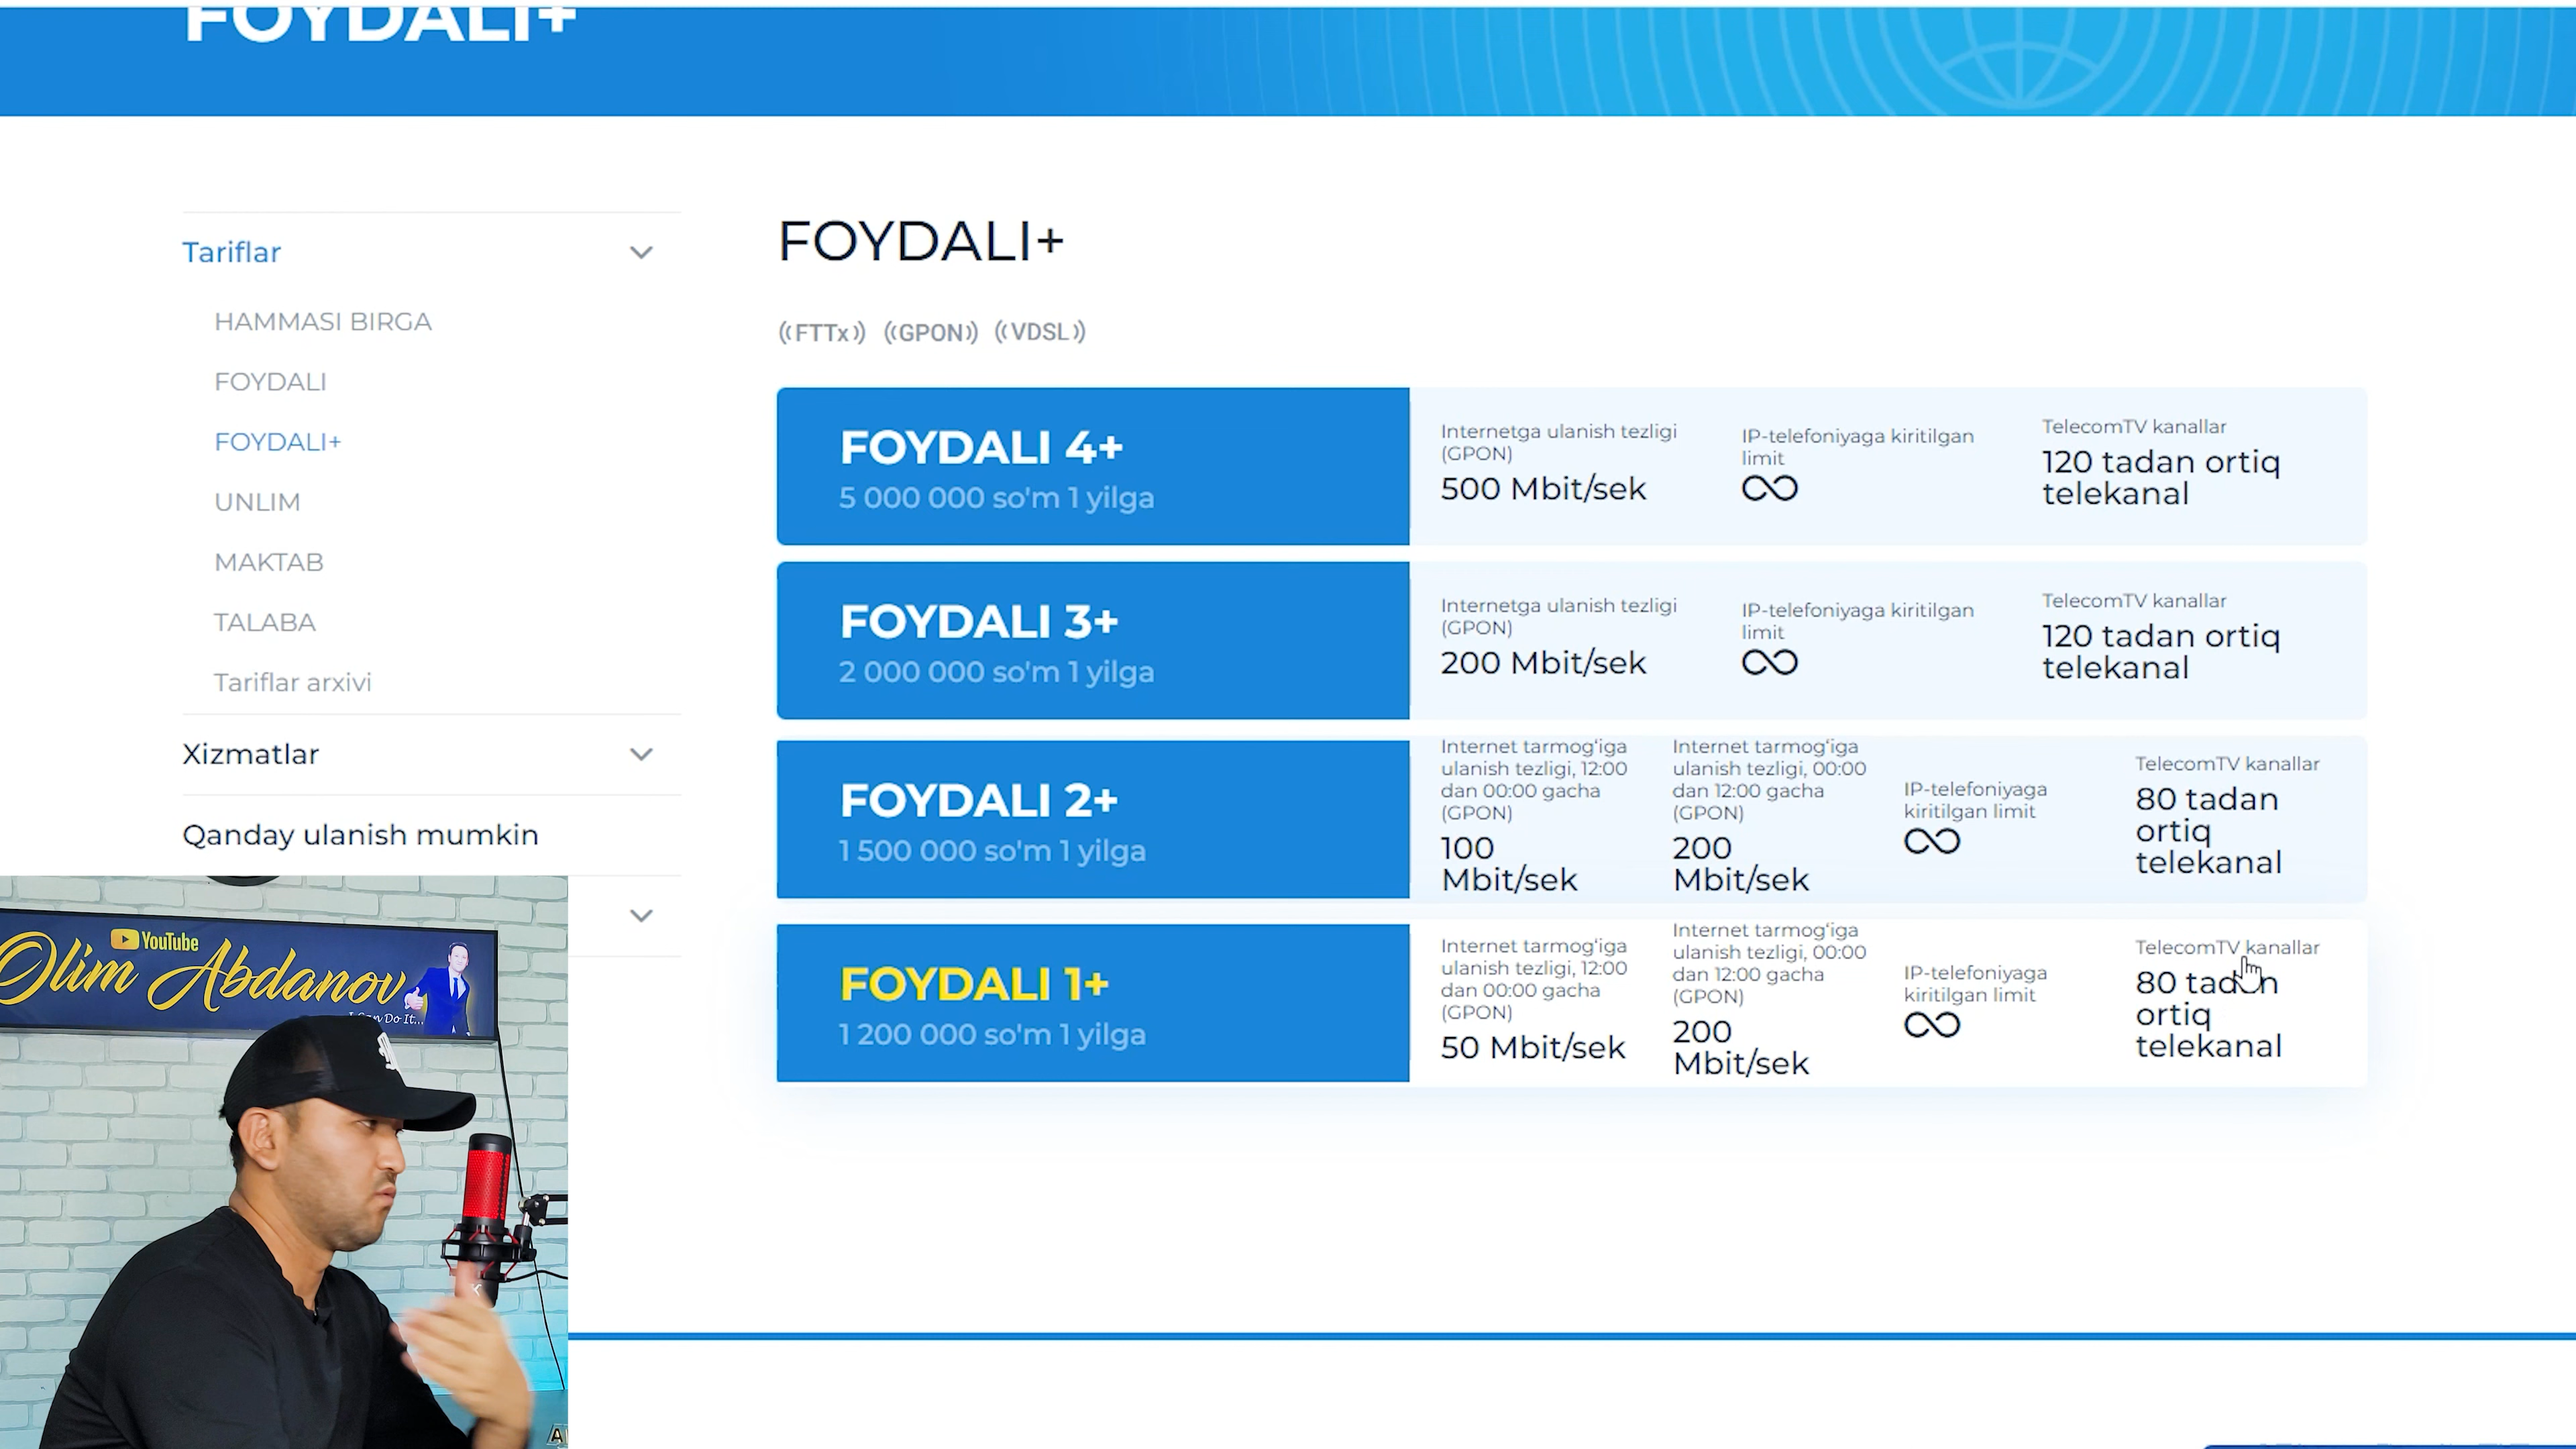 FOYDALI+
Tariflar
HAMMASI BIRGA
FOYDALI
FOYDALI+
UNLIM
MAKTAB
TALABA
Tariflar arxivi
Xizmatlar
Qanday ulanish mumkin
FOYDALI+
((FTTx)) ((GPON)) ((VDSL))
FOYDALI 4+
5 000 000 so'm 1 yilga
Internetga ulanish tezligi
(GPON)
500 Mbit/sek
IP-telefoniyaga kiritilgan
limit
∞
TelecomTV kanallar
120 tadan ortiq
telekanal
FOYDALI 3+
2 000 000 so'm 1 yilga
Internetga ulanish tezligi
(GPON)
200 Mbit/sek
IP-telefoniyaga kiritilgan
limit
∞
TelecomTV kanallar
120 tadan ortiq
telekanal
FOYDALI 2+
1 500 000 so'm 1 yilga
Internet tarmog‘iga
ulanish tezligi, 12:00
dan 00:00 gacha
(GPON)
100
Mbit/sek
Internet tarmog‘iga
ulanish tezligi, 00:00
dan 12:00 gacha
(GPON)
200
Mbit/sek
IP-telefoniyaga
kiritilgan limit
∞
TelecomTV kanallar
80 tadan
ortiq
telekanal
FOYDALI 1+
1 200 000 so'm 1 yilga
Internet tarmog‘iga
ulanish tezligi, 12:00
dan 00:00 gacha
(GPON)
50 Mbit/sek
Internet tarmog‘iga
ulanish tezligi, 00:00
dan 12:00 gacha
(GPON)
200
Mbit/sek
IP-telefoniyaga
kiritilgan limit
∞
TelecomTV kanallar
80 tadan
ortiq
telekanal
YouTube
Olim Abdanov
I Can Do It...